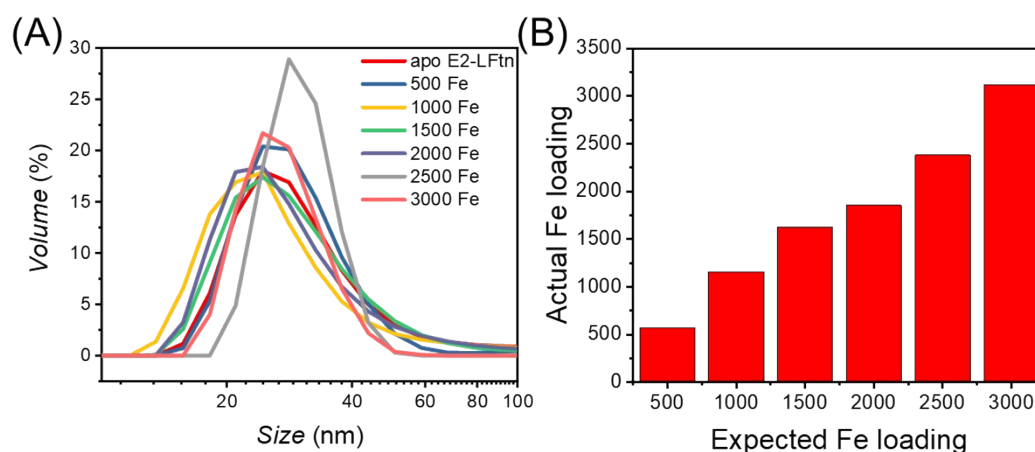 (A)
Volume (%)
30
25
20
15
10
5
0
apo E2-LFtn
500 Fe
1000 Fe
1500 Fe
2000 Fe
2500 Fe
3000 Fe
20 40 60 80 100
Size (nm)
(B)
Actual Fe loading
3500
3000
2500
2000
1500
1000
500
0
500 1000 1500 2000 2500 3000
Expected Fe loading